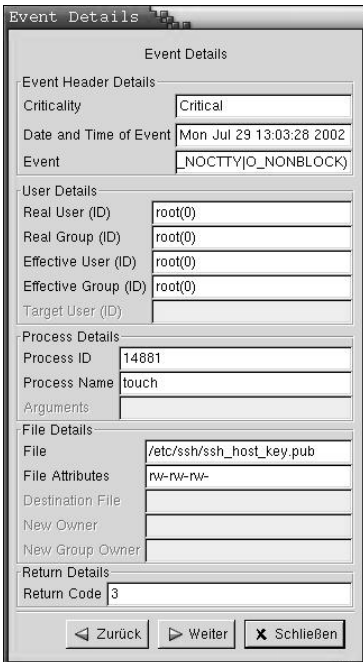 Event Details
Event Details
Event Header Details
Criticality Critical
Date and Time of Event Mon Jul 29 13:03:28 2002
Event _NOCTTY|O_NONBLOCK)
User Details
Real User (ID) root(0)
Real Group (ID) root(0)
Effective User (ID) root(0)
Effective Group (ID) root(0)
Target User (ID)
Process Details
Process ID 14881
Process Name touch
Arguments
File Details
File /etc/ssh/ssh_host_key.pub
File Attributes rw-rw-rw-
Destination File
New Owner
New Group Owner
Return Details
Return Code 3
Zurück Weiter X Schließen